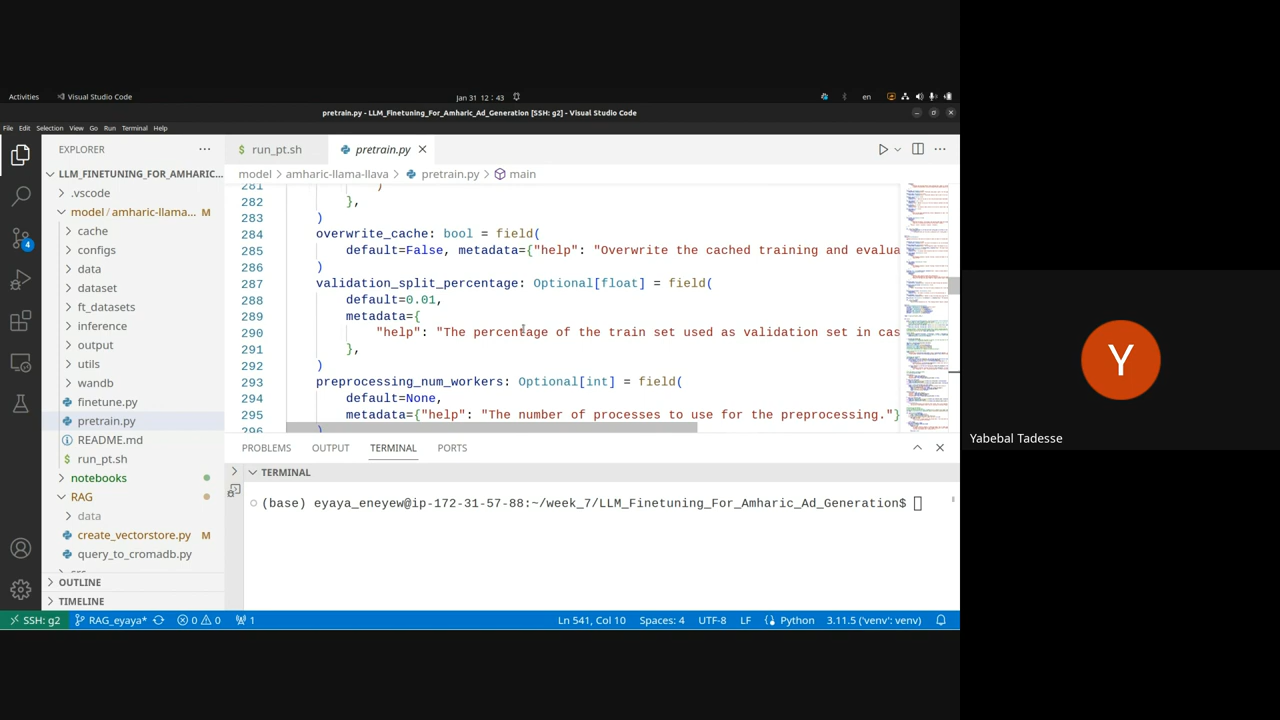 Activities
Visual Studio Code
Jan 31 12:43
en
pretrain.py - LLM_Finetuning_For_Amharic_Ad_Generation [SSH: g2] - Visual Studio Code
File Edit Selection View Go Run Terminal Help
EXPLORER
LLM_FINETUNING_FOR_AMHARIC...
.vscode
model / amharic-llama... M
cache
configs
data
dataset
ft_datasets
inference
output
utils
wandb
finetune.py
pretrain.py
README.md
run_pt.sh
notebooks
RAG
data
create_vectorstore.py M
query_to_cromadb.py
OUTLINE
TIMELINE
run_pt.sh
pretrain.py
model > amharic-llama-llava > pretrain.py > main
281 )
282 },
283 )
284 overwrite_cache: bool = field(
285 default=False, metadata={"help": "Overwrite the cached training and evalua
286 )
287 validation_split_percentage: Optional[float] = field(
288 default=0.01,
289 metadata={
290 "help": "The percentage of the train set used as validation set in cas
291 },
292 )
293 preprocessing_num_workers: Optional[int] = field(
294 default=None,
295 metadata={"help": "The number of processes to use for the preprocessing."}
296
PROBLEMS OUTPUT TERMINAL PORTS
TERMINAL
(base) eyaya_eneyew@ip-172-31-57-88:~/week_7/LLM_Finetuning_For_Amharic_Ad_Generation$
SSH: g2 RAG_eyaya* 0 0 1 Ln 541, Col 10 Spaces: 4 UTF-8 LF Python 3.11.5 ('venv': venv)
4
Y
Yabebal Tadesse